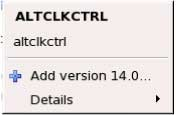 ALTCLKCTRL
altclkctrl
Add version 14.0...
Details